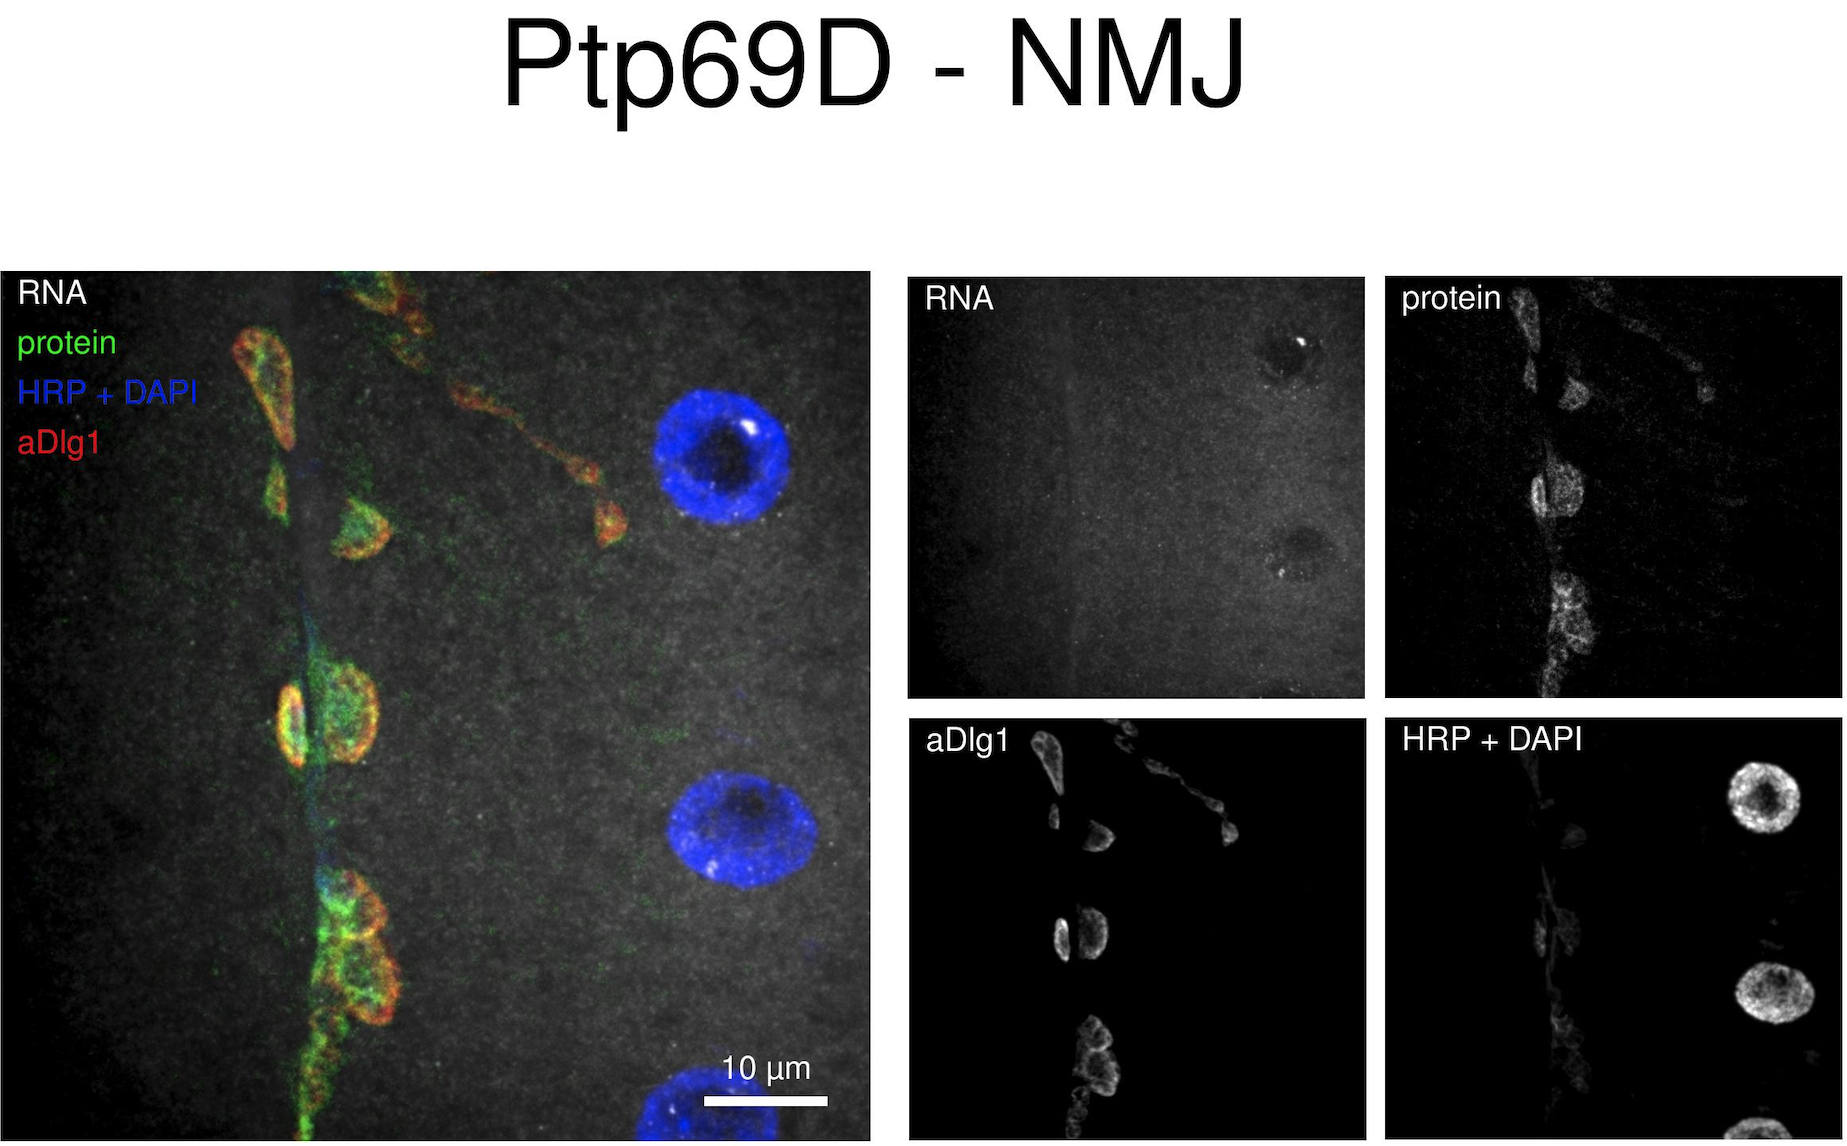 Ptp69D - NMJ
RNA
protein
HRP + DAPI
aDlg1
10 µm
RNA
protein
aDlg1
HRP + DAPI